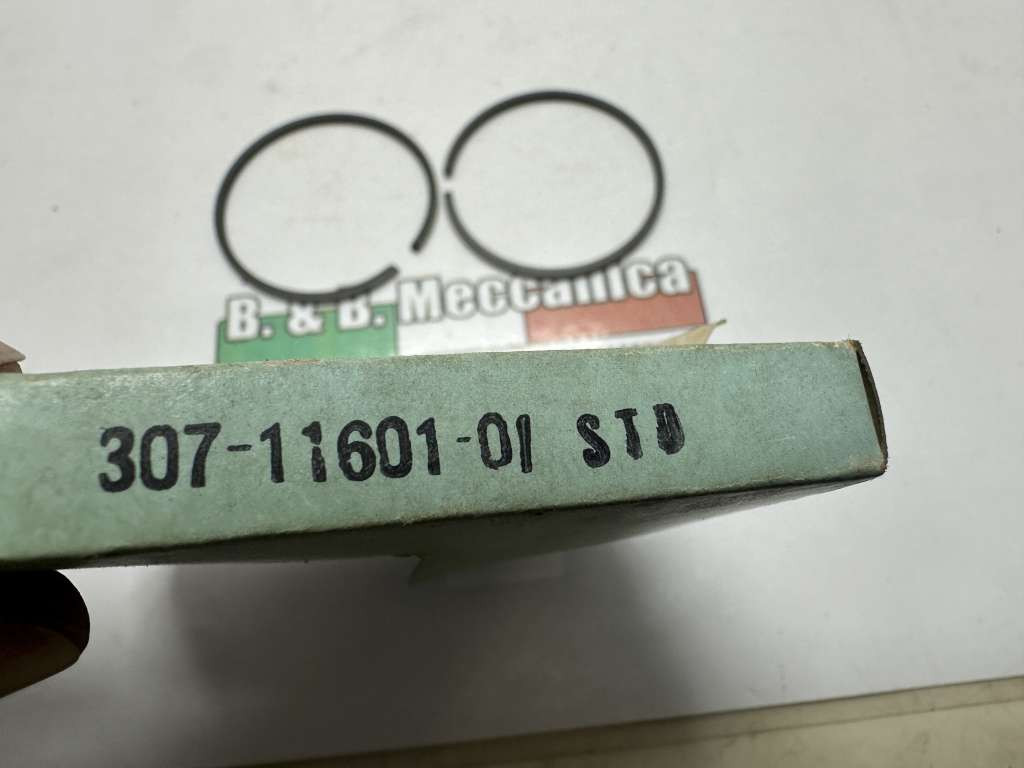 B. & B. Meccanica
307-11601-01 STD